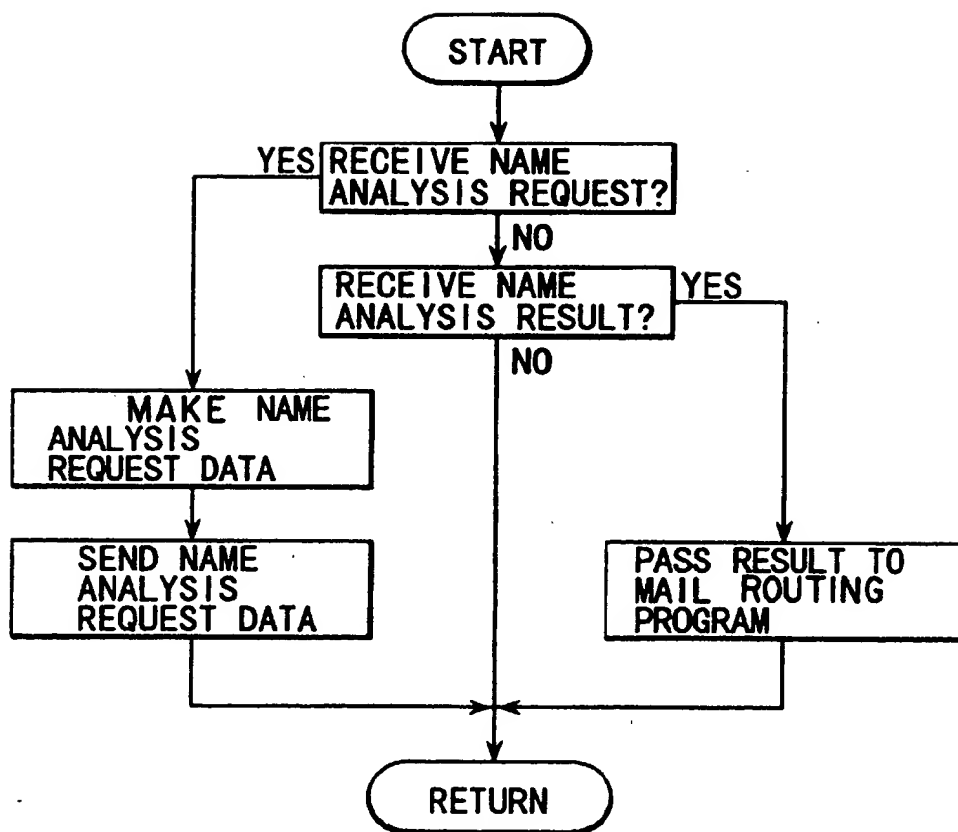 START
YES
RECEIVE NAME
ANALYSIS REQUEST?
NO
RECEIVE NAME
ANALYSIS RESULT?
YES
NO
MAKE NAME
ANALYSIS
REQUEST DATA
SEND NAME
ANALYSIS
REQUEST DATA
PASS RESULT TO
MAIL ROUTING
PROGRAM
RETURN